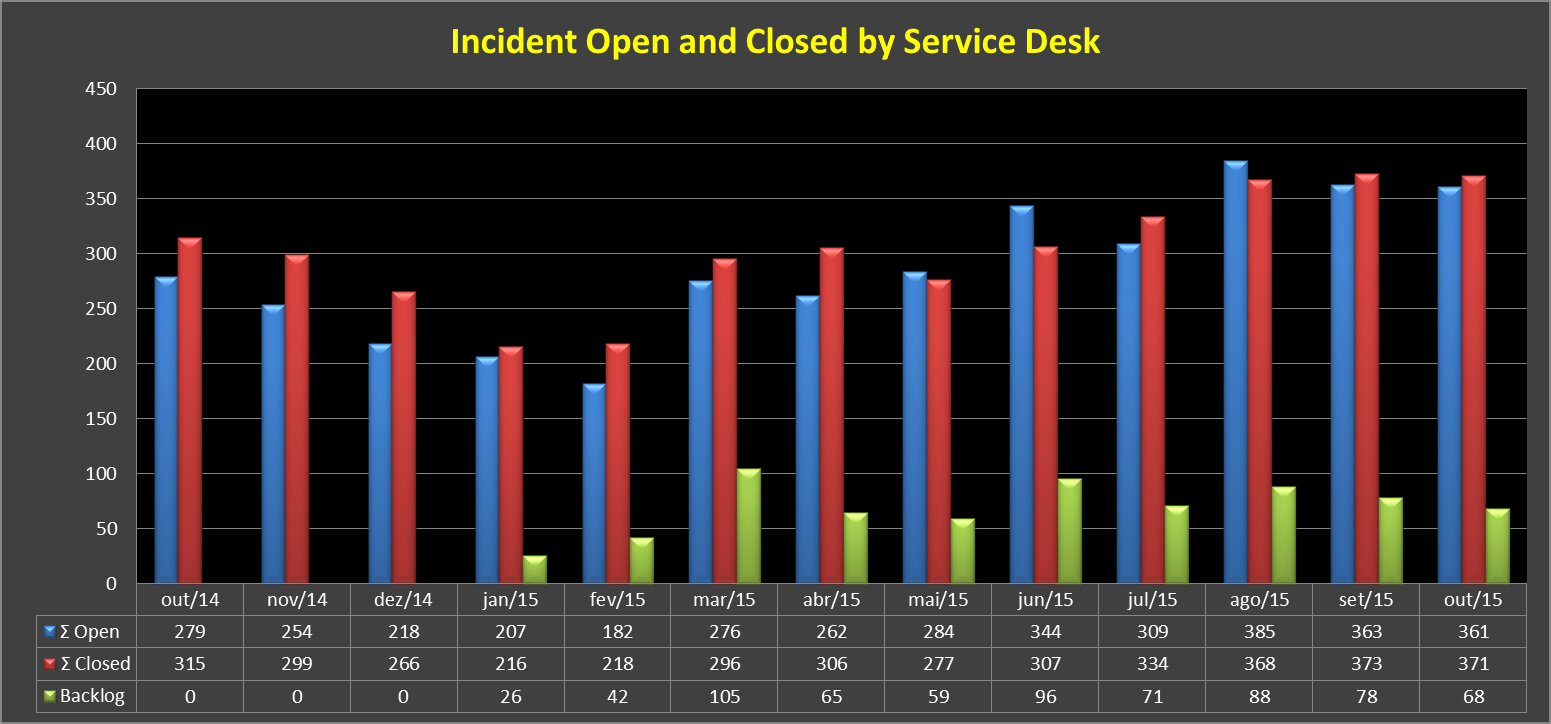 Incident Open and Closed by Service Desk
450
400
350
300
250
200
150
100
50
0
out/14 nov/14 dez/14 jan/15 fev/15 mar/15 abr/15 mai/15 jun/15 jul/15 ago/15 set/15 out/15
Σ Open 279 254 218 207 182 276 262 284 344 309 385 363 361
Σ Closed 315 299 266 216 218 296 306 277 307 334 368 373 371
Backlog 0 0 0 26 42 105 65 59 96 71 88 78 68